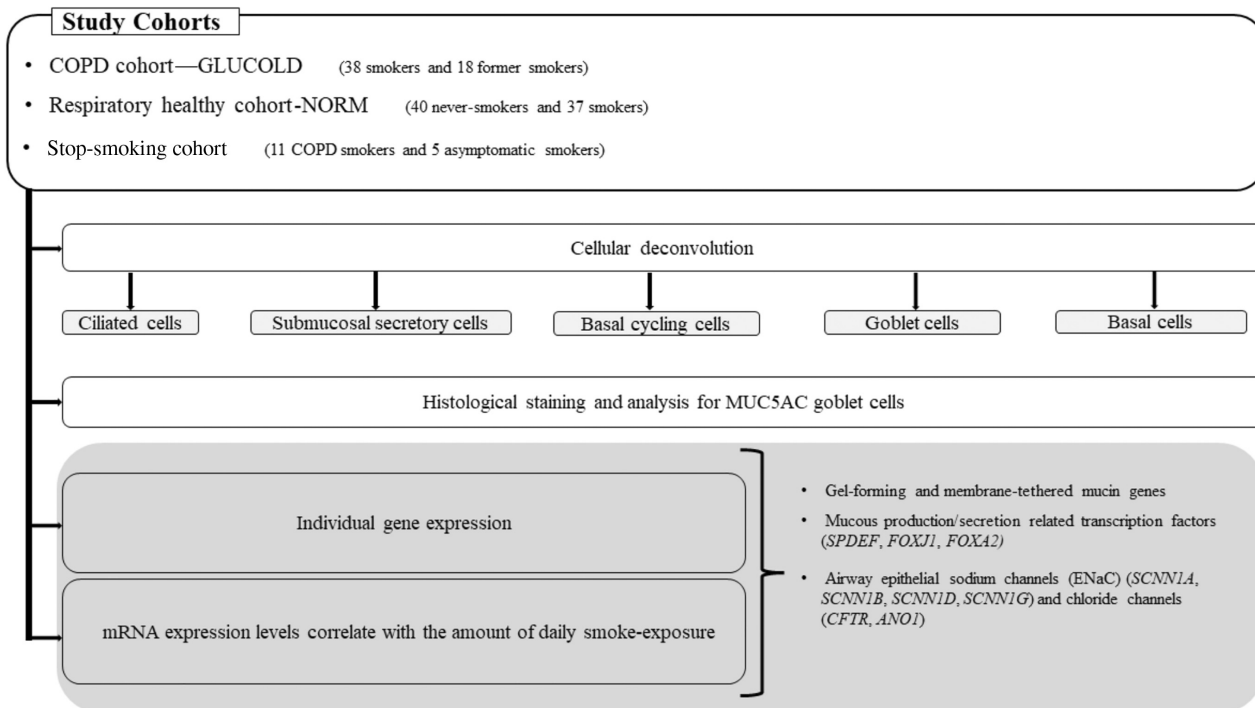 Study Cohorts
• COPD cohort—GLUCOLD (38 smokers and 18 former smokers)
• Respiratory healthy cohort-NORM (40 never-smokers and 37 smokers)
• Stop-smoking cohort (11 COPD smokers and 5 asymptomatic smokers)
Cellular deconvolution
Ciliated cells
Submucosal secretory cells
Basal cycling cells
Goblet cells
Basal cells
Histological staining and analysis for MUC5AC goblet cells
Individual gene expression
mRNA expression levels correlate with the amount of daily smoke-exposure
• Gel-forming and membrane-tethered mucin genes
• Mucous production/secretion related transcription factors
(SPDEF, FOXJ1, FOXA2)
• Airway epithelial sodium channels (ENaC) (SCNN1A,
SCNN1B, SCNN1D, SCNN1G) and chloride channels
(CFTR, ANO1)